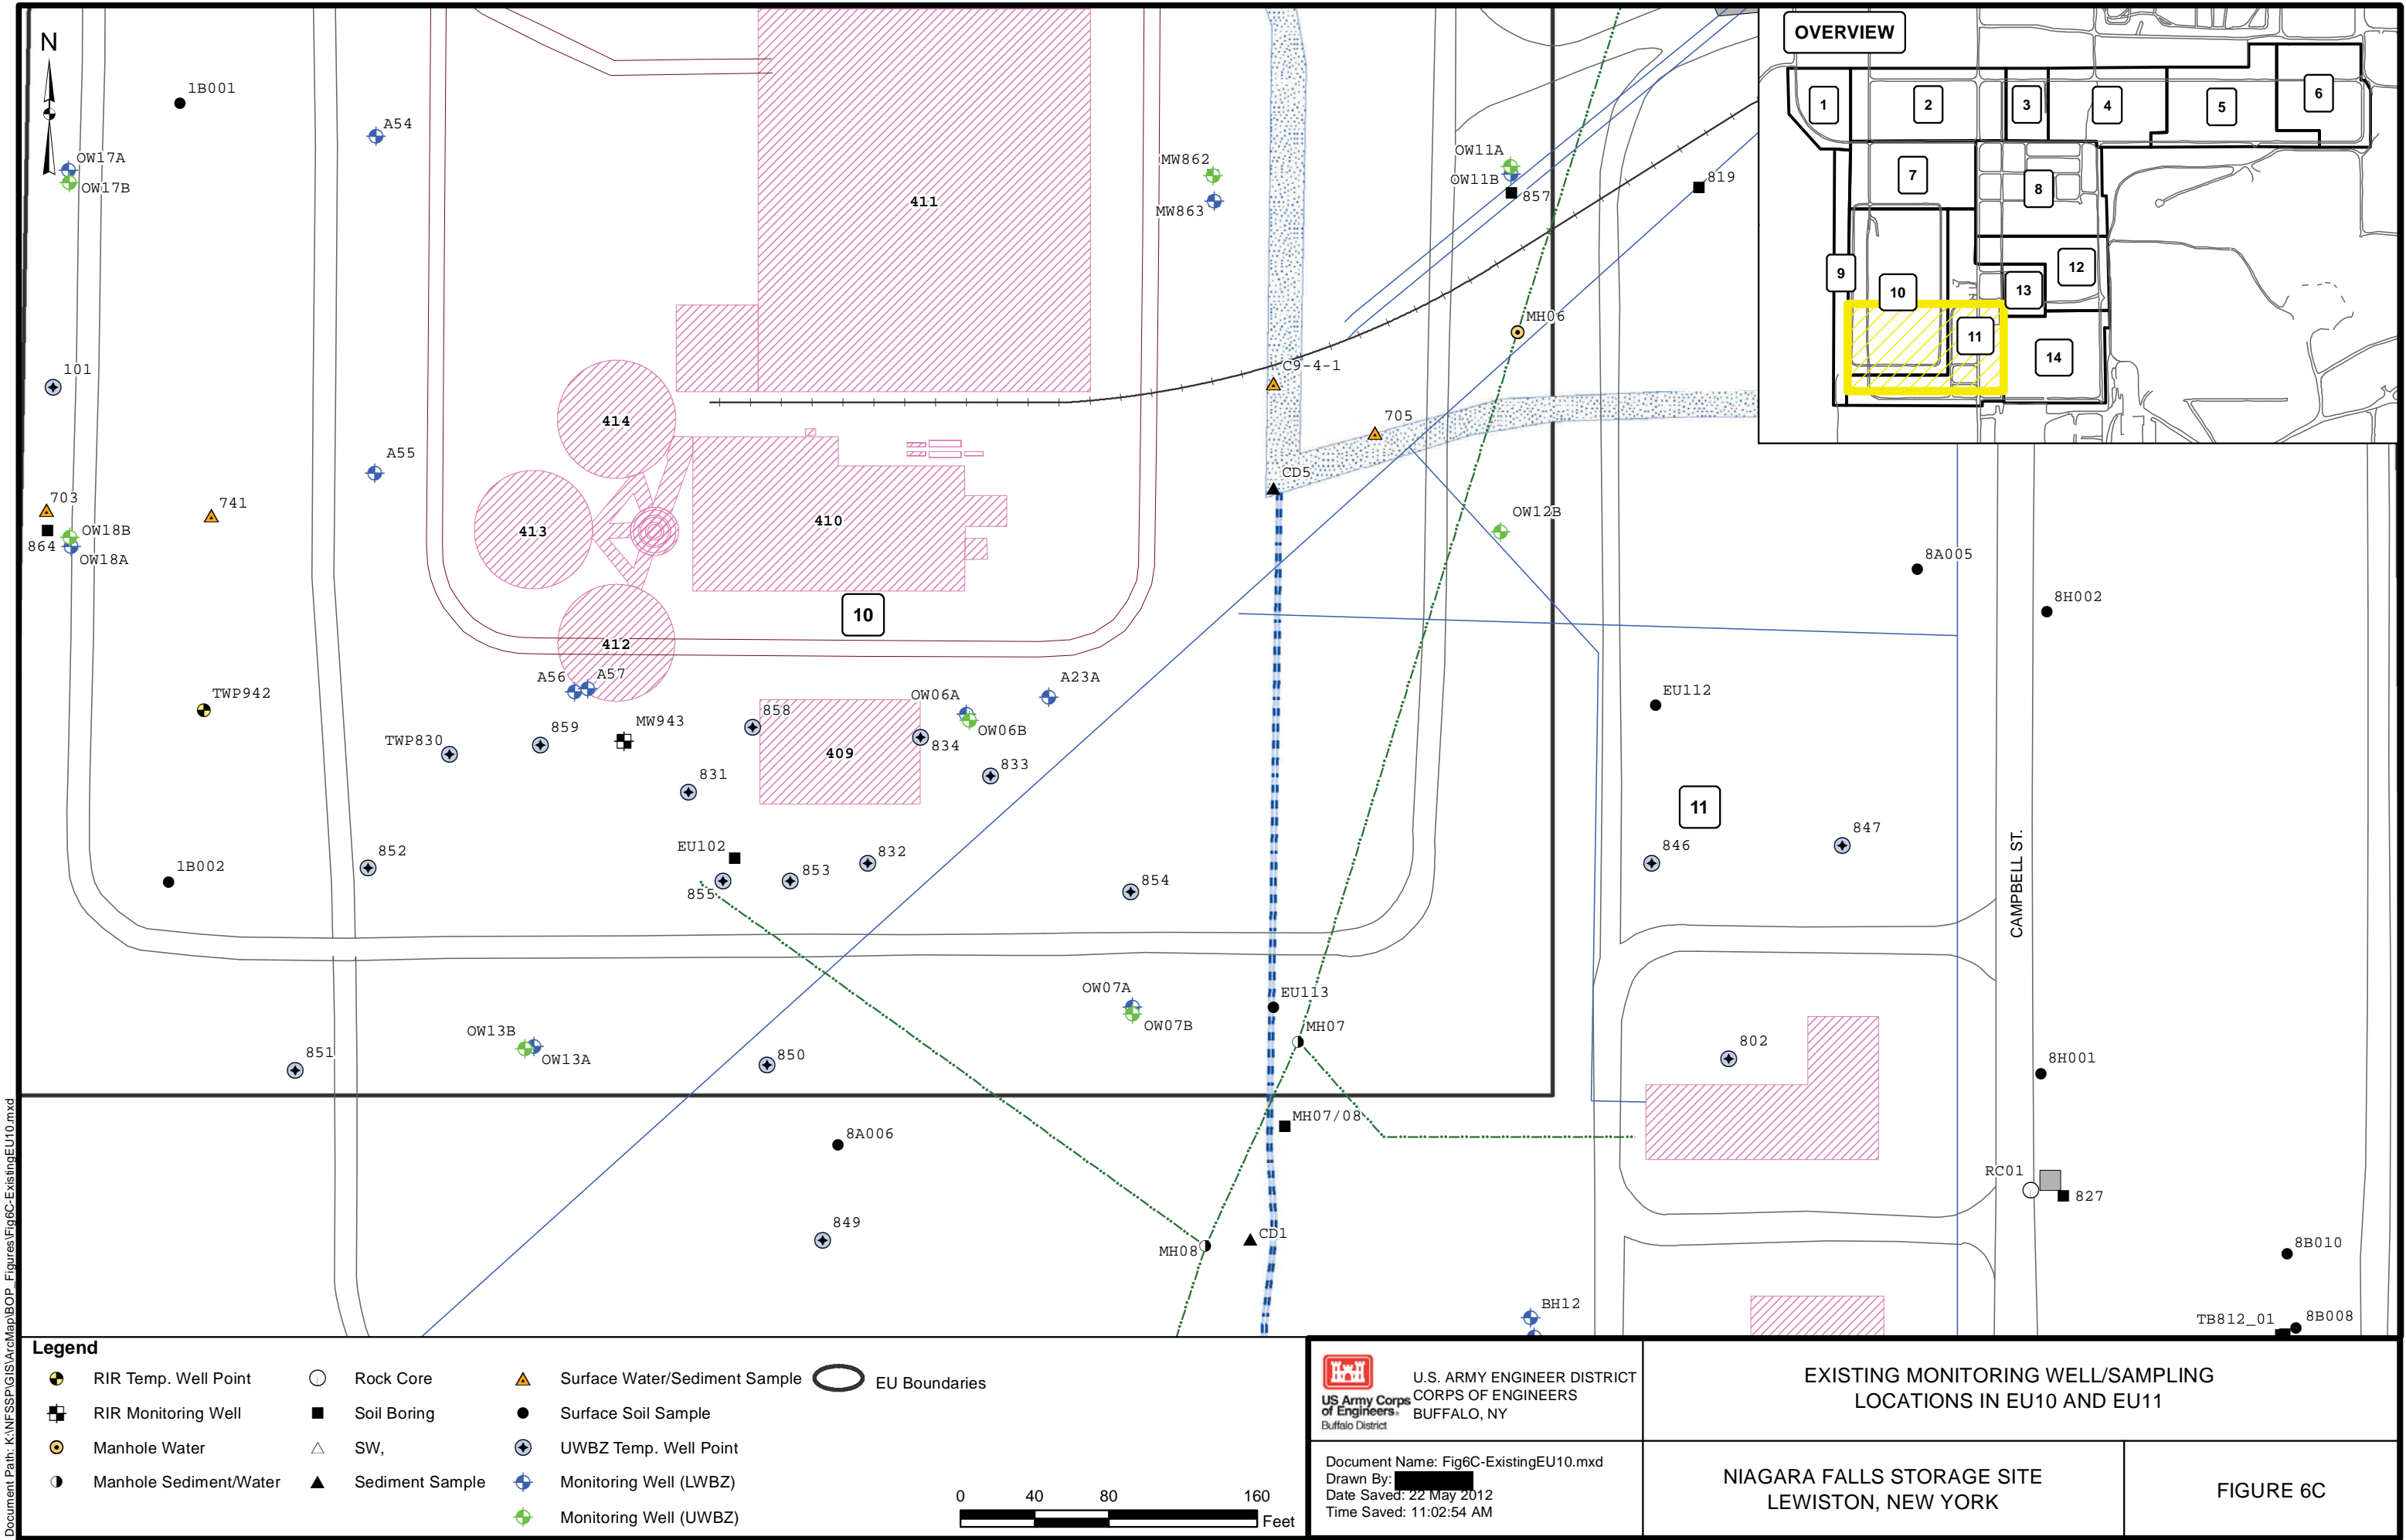 N
1B001
A54
OW17A
OW17B
411
MW862
MW863
OW11A
OW11B
857
819
OVERVIEW
1
2
3
4
5
6
7
8
9
10
11
12
13
14
MH06
C9-4-1
705
101
414
A55
CD5
703
741
413
410
OW18B
864
OW18A
OW12B
8A005
8H002
10
412
A56
A57
A23A
EU112
TWP942
OW06A
858
MW943
OW06B
859
TWP830
834
409
833
831
11
847
846
CAMPBELL ST.
EU102
832
852
853
1B002
854
855
OW07A
EU113
OW07B
MH07
OW13B
OW13A
851
850
802
8H001
MH07/08
8A006
RC01
827
849
CD1
MH08
8B010
BH12
TB812_01
8B008
Legend
RIR Temp. Well Point
RIR Monitoring Well
Manhole Water
Manhole Sediment/Water
Rock Core
Soil Boring
SW,
Sediment Sample
Surface Water/Sediment Sample
Surface Soil Sample
UWBZ Temp. Well Point
Monitoring Well (LWBZ)
Monitoring Well (UWBZ)
EU Boundaries
0 40 80 160
Feet
US Army Corps
of Engineers®
Buffalo District
U.S. ARMY ENGINEER DISTRICT
CORPS OF ENGINEERS
BUFFALO, NY
Document Name: Fig6C-ExistingEU10.mxd
Drawn By:
Date Saved: 22 May 2012
Time Saved: 11:02:54 AM
EXISTING MONITORING WELL/SAMPLING
LOCATIONS IN EU10 AND EU11
NIAGARA FALLS STORAGE SITE
LEWISTON, NEW YORK
FIGURE 6C
Document Path: K:\NFSSP\GIS\ArcMap\BOP_Figures\Fig6C-ExistingEU10.mxd